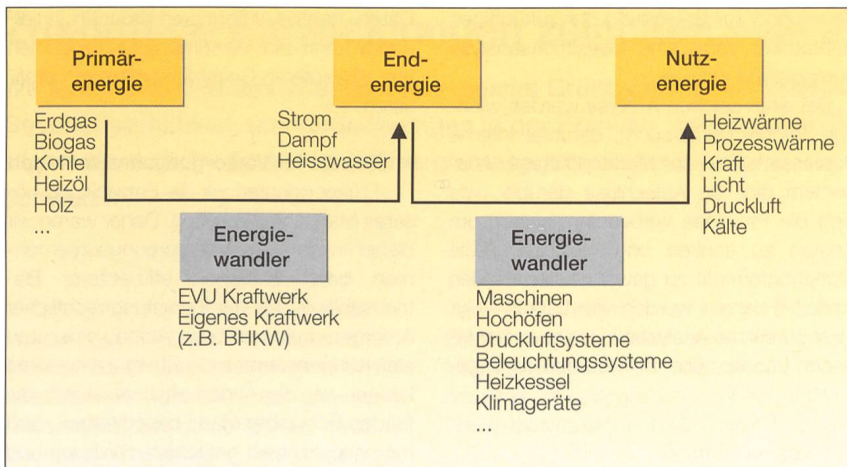 Primär-
energie
Erdgas
Biogas
Kohle
Heizöl
Holz
...
Energie-
wandler
EVU Kraftwerk
Eigenes Kraftwerk
(z.B. BHKW)
End-
energie
Strom
Dampf
Heisswasser
Energie-
wandler
Maschinen
Hochöfen
Druckluftsysteme
Beleuchtungssysteme
Heizkessel
Klimageräte
...
Nutz-
energie
Heizwärme
Prozesswärme
Kraft
Licht
Druckluft
Kälte